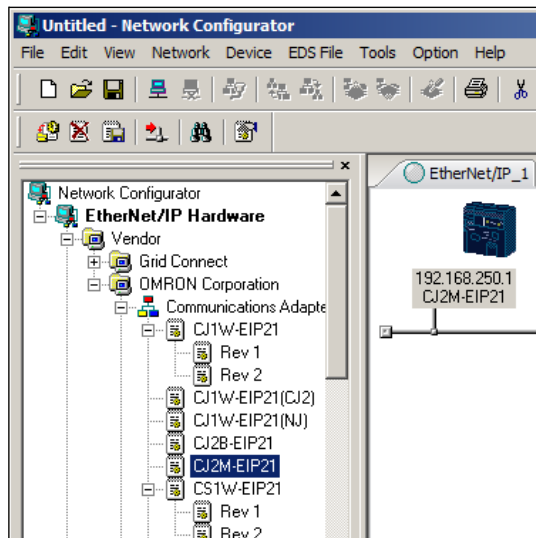 Untitled - Network Configurator
File Edit View Network Device EDS File Tools Option Help
Network Configurator
EtherNet/IP Hardware
Vendor
Grid Connect
OMRON Corporation
Communications Adapte
CJ1W-EIP21
Rev 1
Rev 2
CJ1W-EIP21(CJ2)
CJ1W-EIP21(NJ)
CJ2B-EIP21
CJ2M-EIP21
CS1W-EIP21
Rev 1
Rev 2
EtherNet/IP_1
192.168.250.1
CJ2M-EIP21